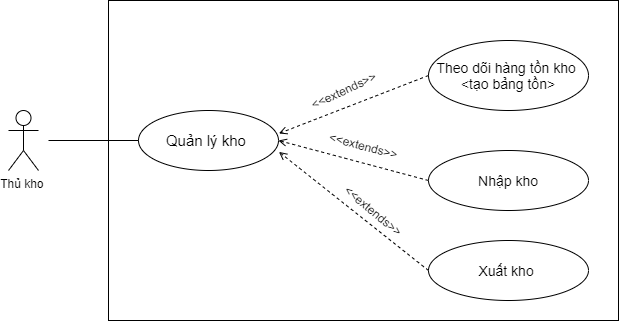 Theo dõi hàng tồn kho
<tạo bảng tồn>
<<extends>>
Quản lý kho
<<extends>>
Nhập kho
Thủ kho
<<extends>>
Xuất kho